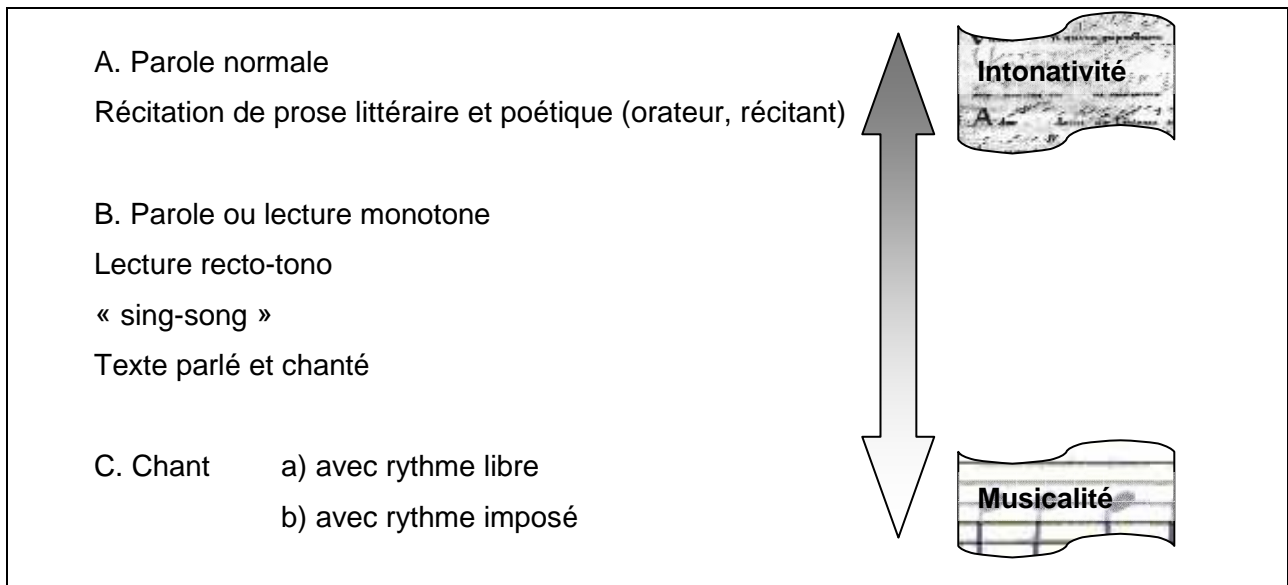 A. Parole normale
Récitation de prose littéraire et poétique (orateur, récitant)
B. Parole ou lecture monotone
Lecture recto-tono
« sing-song »
Texte parlé et chanté
C. Chant a) avec rythme libre
b) avec rythme imposé
Intonativité
A
Musicalité